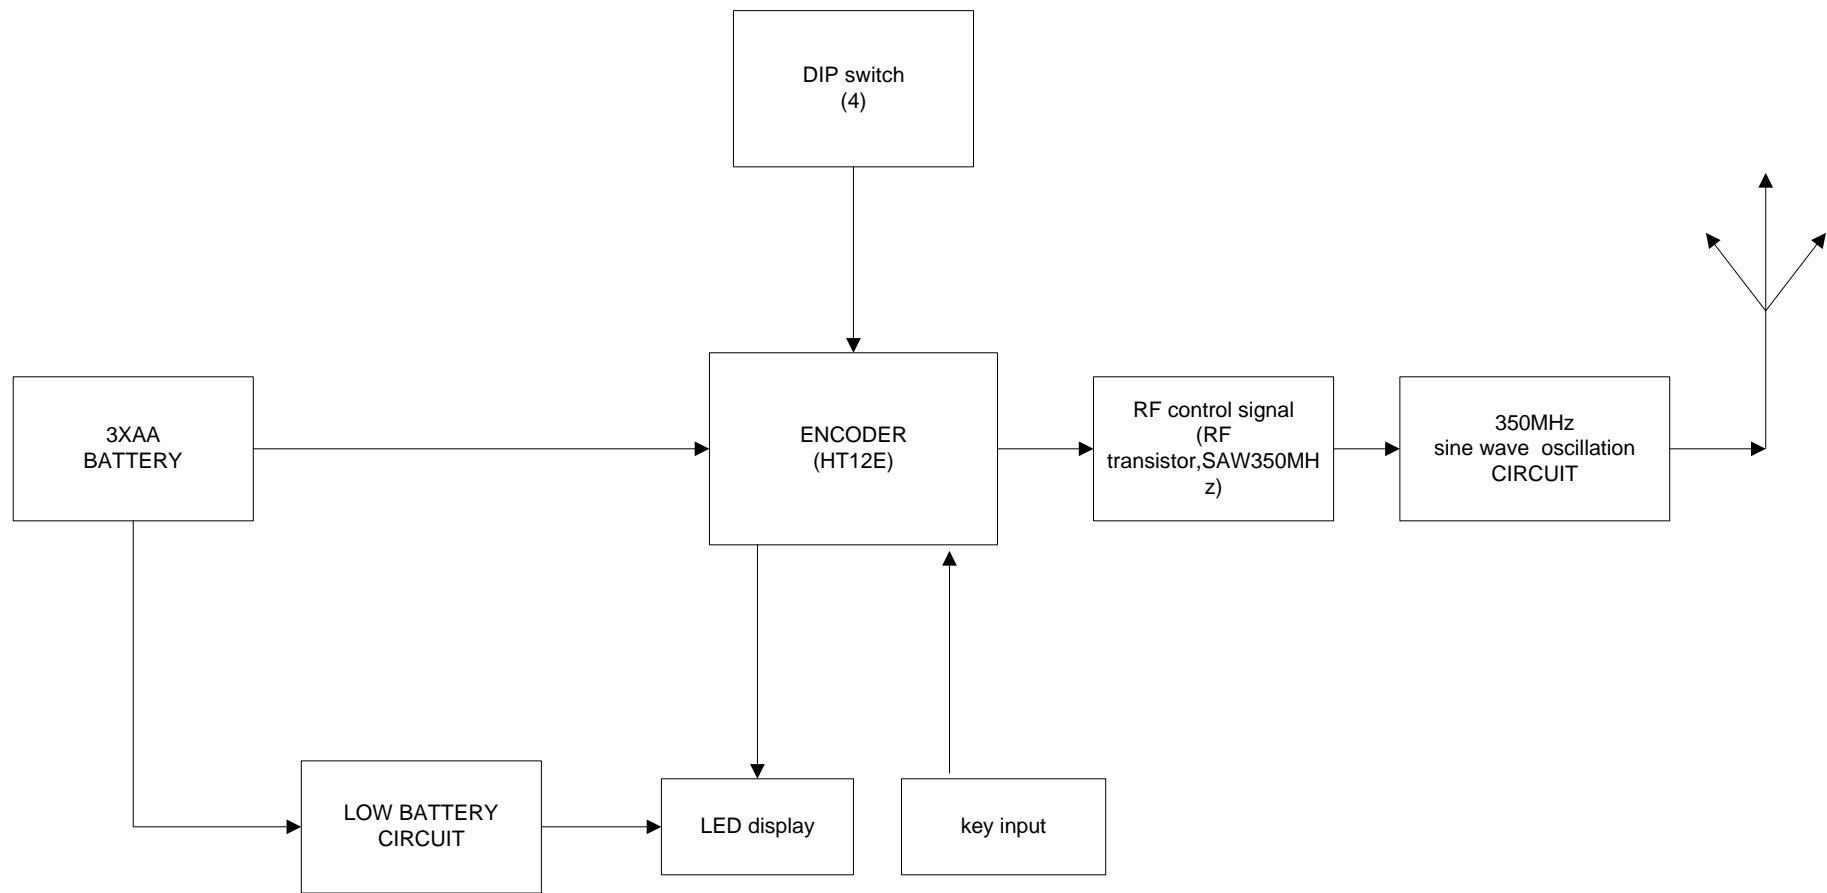 DIP switch
(4)
3XAA
BATTERY
ENCODER
(HT12E)
RF control signal
(RF
transistor,SAW350MH
z)
350MHz
sine wave  oscillation
CIRCUIT
LOW BATTERY
CIRCUIT
LED display
key input